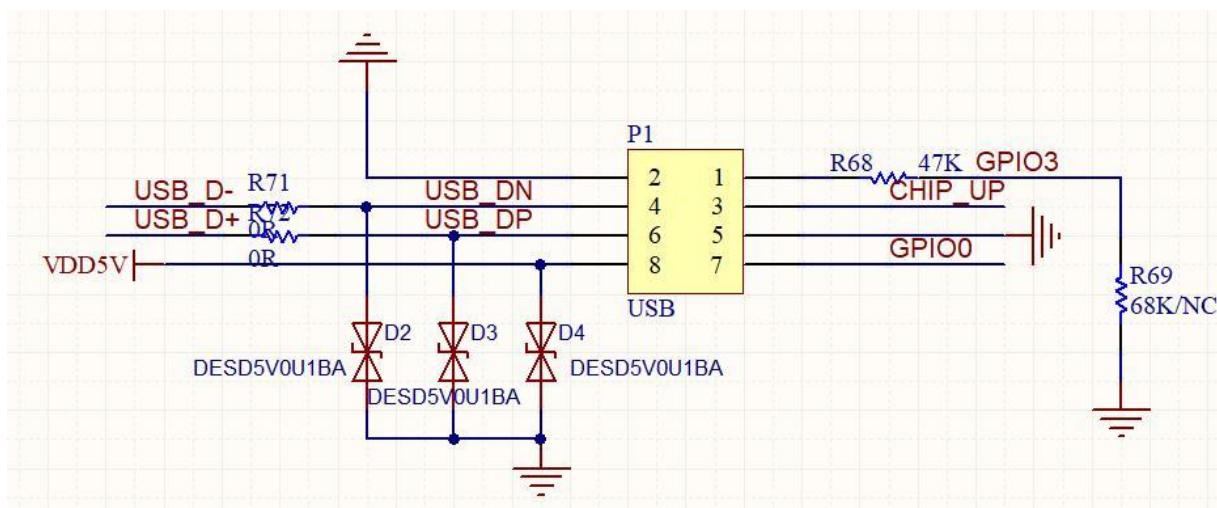 P1
R68 47K GPIO3
2 1
USB_D- R71 USB_DN
4 3 CHIP_UP
USB_D+ R72 USB_DP
0R
6 5
GPIO0
VDD5V 0R
8 7
R69
68K/NC
USB
D2 D3 D4
DESD5V0U1BA
DESD5V0U1BA
DESD5V0U1BA